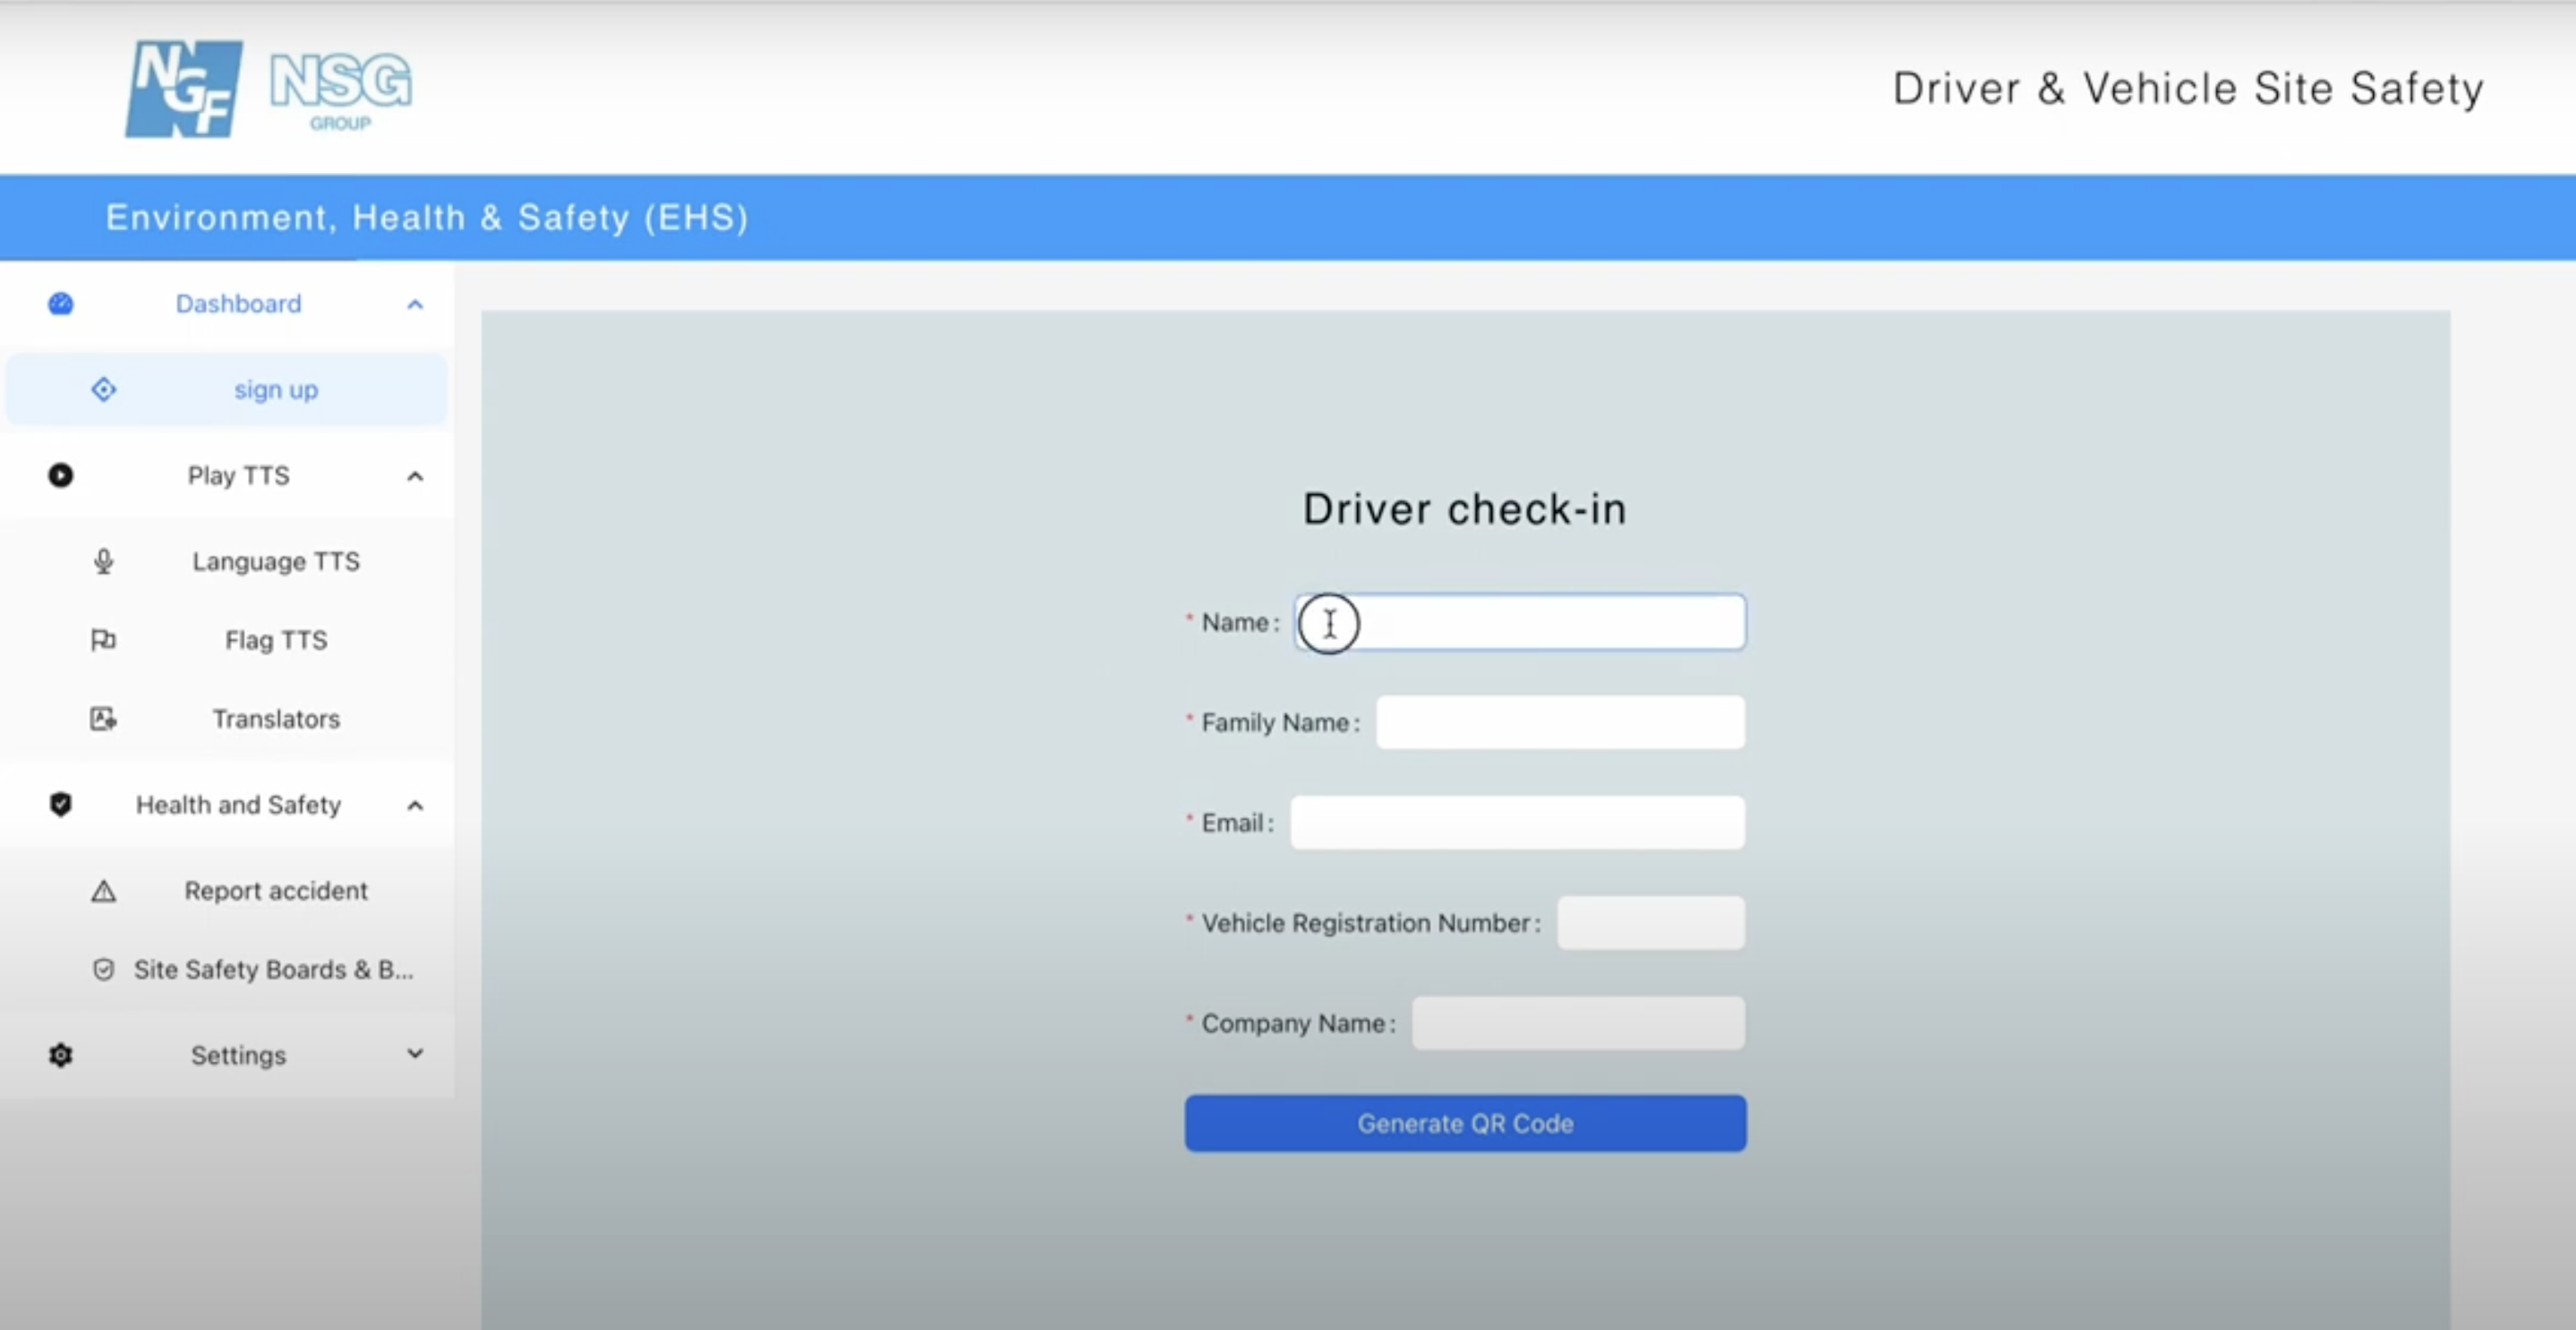 NGF
NSG
GROUP
Driver & Vehicle Site Safety
Environment, Health & Safety (EHS)
Dashboard
sign up
Play TTS
Language TTS
Flag TTS
Translators
Health and Safety
Report accident
Site Safety Boards & B...
Settings
Driver check-in
* Name:
* Family Name:
* Email:
* Vehicle Registration Number:
* Company Name:
Generate QR Code